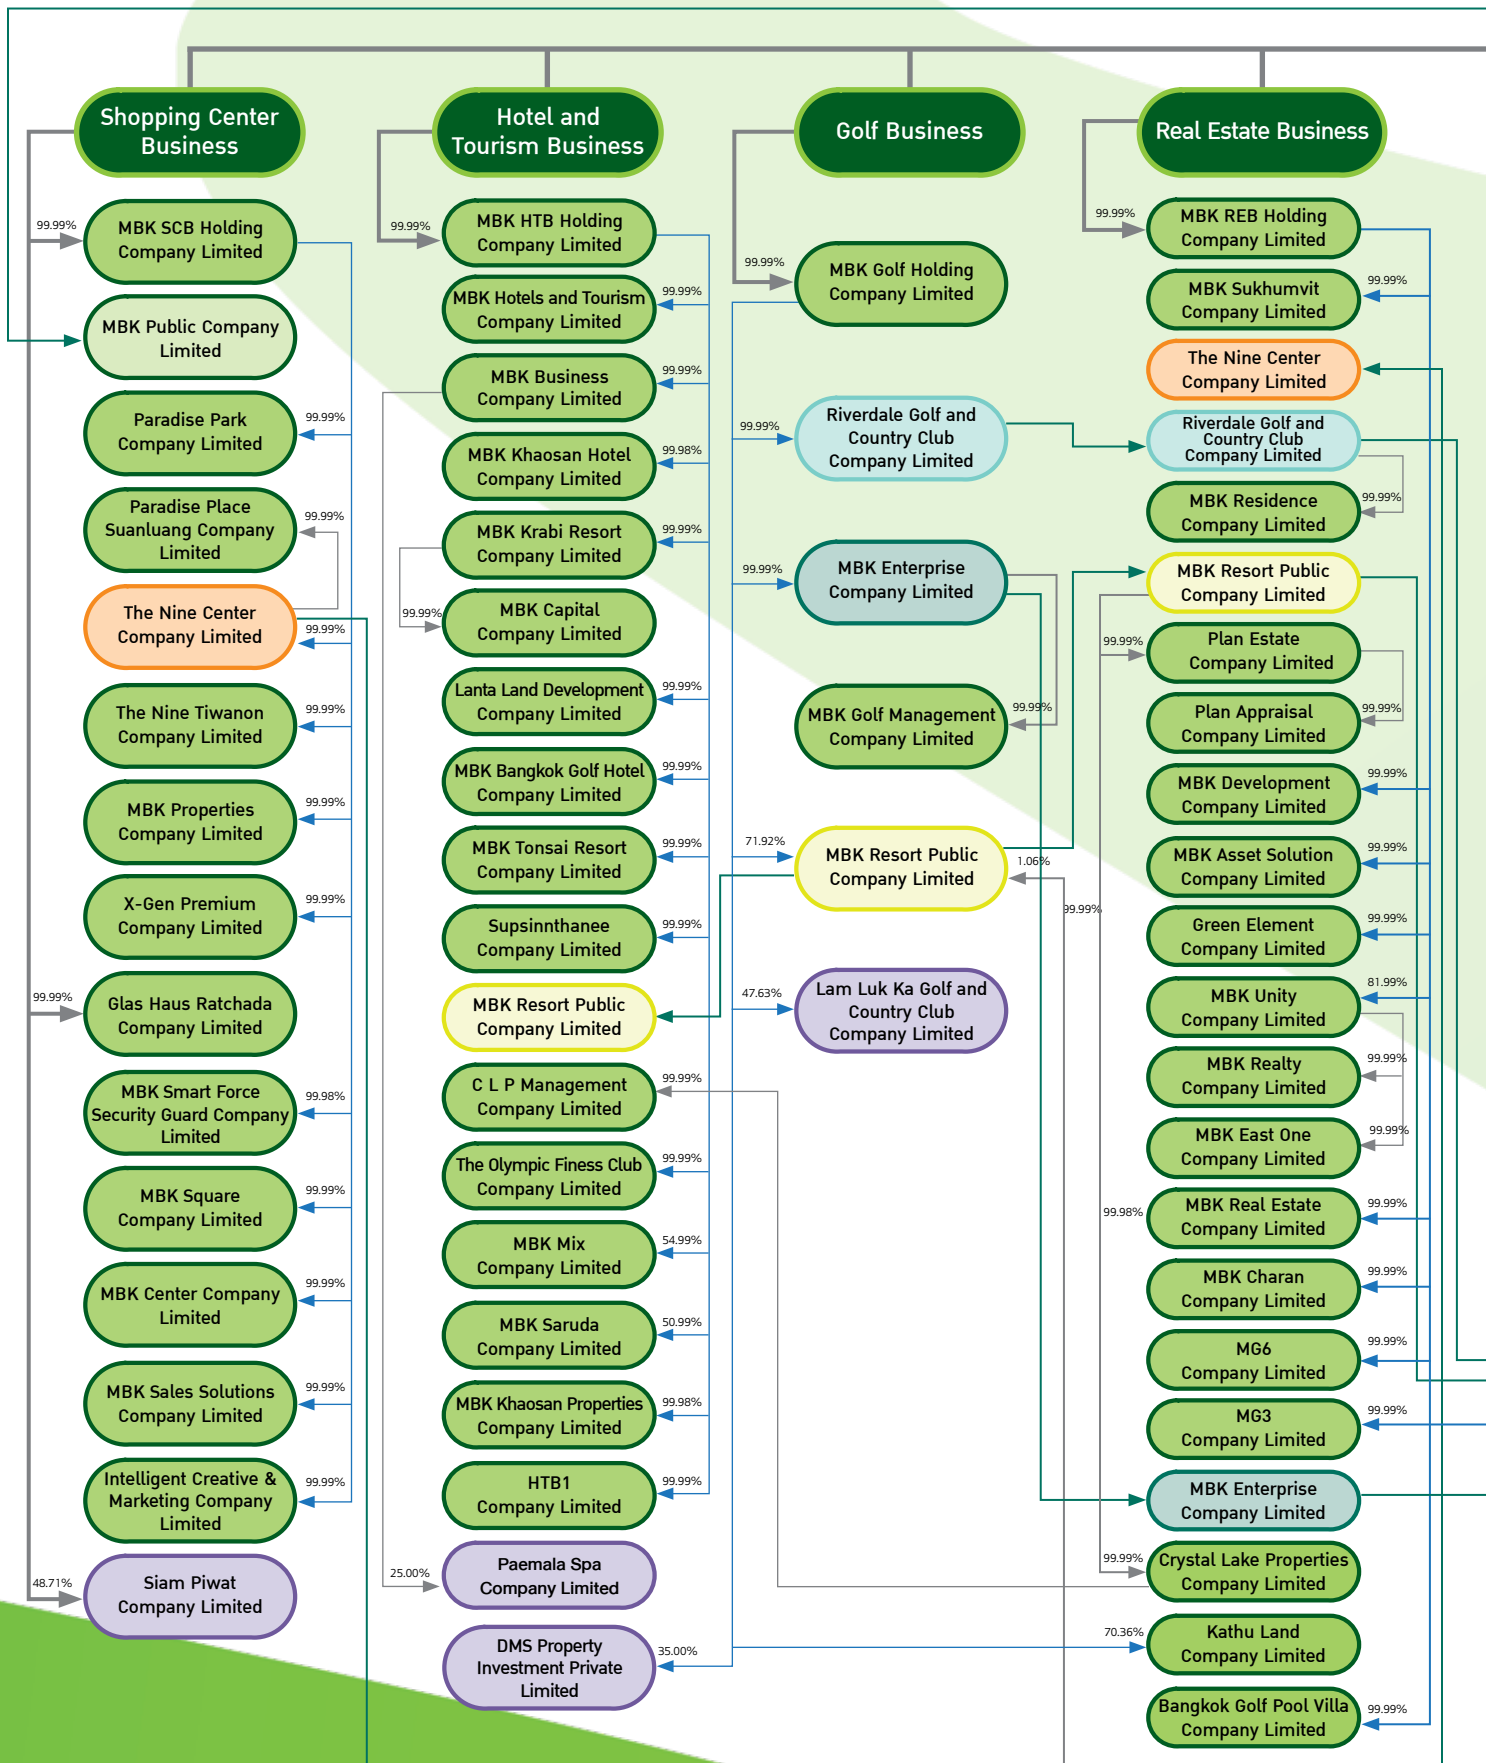 Shopping Center
Business
99.99%
MBK SCB Holding
Company Limited
MBK Public Company
Limited
Paradise Park
Company Limited
99.99%
Paradise Place
Suanluang Company
Limited
99.99%
The Nine Center
Company Limited
99.99%
The Nine Tiwanon
Company Limited
99.99%
MBK Properties
Company Limited
99.99%
X-Gen Premium
Company Limited
99.99%
99.99%
Glas Haus Ratchada
Company Limited
MBK Smart Force
Security Guard Company
Limited
99.98%
MBK Square
Company Limited
99.99%
MBK Center Company
Limited
99.99%
MBK Sales Solutions
Company Limited
99.99%
Intelligent Creative &
Marketing Company
Limited
99.99%
48.71%
Siam Piwat
Company Limited
Hotel and
Tourism Business
99.99%
MBK HTB Holding
Company Limited
MBK Hotels and Tourism
Company Limited
99.99%
MBK Business
Company Limited
99.99%
MBK Khaosan Hotel
Company Limited
99.98%
MBK Krabi Resort
Company Limited
99.99%
99.99%
MBK Capital
Company Limited
Lanta Land Development
Company Limited
99.99%
MBK Bangkok Golf Hotel
Company Limited
99.99%
MBK Tonsai Resort
Company Limited
99.99%
Supsinnthanee
Company Limited
99.99%
MBK Resort Public
Company Limited
C L P Management
Company Limited
99.99%
The Olympic Finess Club
Company Limited
99.99%
MBK Mix
Company Limited
54.99%
MBK Saruda
Company Limited
50.99%
MBK Khaosan Properties
Company Limited
99.98%
HTB1
Company Limited
99.99%
25.00%
Paemala Spa
Company Limited
DMS Property
Investment Private
Limited
35.00%
Golf Business
99.99%
MBK Golf Holding
Company Limited
99.99%
Riverdale Golf and
Country Club
Company Limited
99.99%
MBK Enterprise
Company Limited
MBK Golf Management
Company Limited
99.99%
71.92%
MBK Resort Public
Company Limited
1.06%
99.99%
47.63%
Lam Luk Ka Golf and
Country Club
Company Limited
Real Estate Business
99.99%
MBK REB Holding
Company Limited
MBK Sukhumvit
Company Limited
99.99%
The Nine Center
Company Limited
Riverdale Golf and
Country Club
Company Limited
MBK Residence
Company Limited
99.99%
MBK Resort Public
Company Limited
99.99%
Plan Estate
Company Limited
Plan Appraisal
Company Limited
99.99%
MBK Development
Company Limited
99.99%
MBK Asset Solution
Company Limited
99.99%
Green Element
Company Limited
99.99%
MBK Unity
Company Limited
81.99%
MBK Realty
Company Limited
99.99%
MBK East One
Company Limited
99.99%
99.98%
MBK Real Estate
Company Limited
99.99%
MBK Charan
Company Limited
99.99%
MG6
Company Limited
99.99%
MG3
Company Limited
99.99%
MBK Enterprise
Company Limited
99.99%
Crystal Lake Properties
Company Limited
70.36%
Kathu Land
Company Limited
Bangkok Golf Pool Villa
Company Limited
99.99%